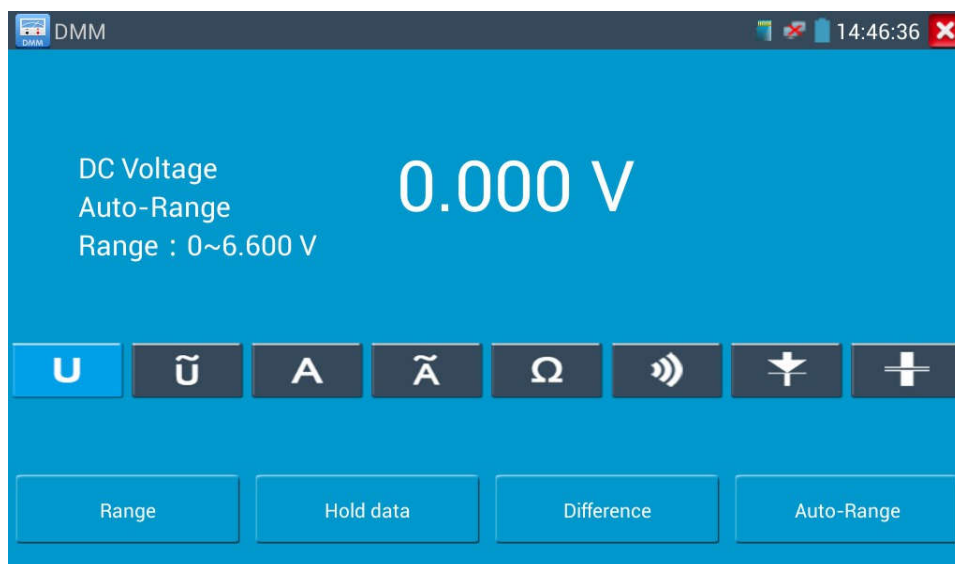 DMM
DMM 14:46:36
DC Voltage
0.000 V
Auto-Range
Range : 0~6.600 V
U Ũ A Ã Ω
Range Hold data Difference Auto-Range